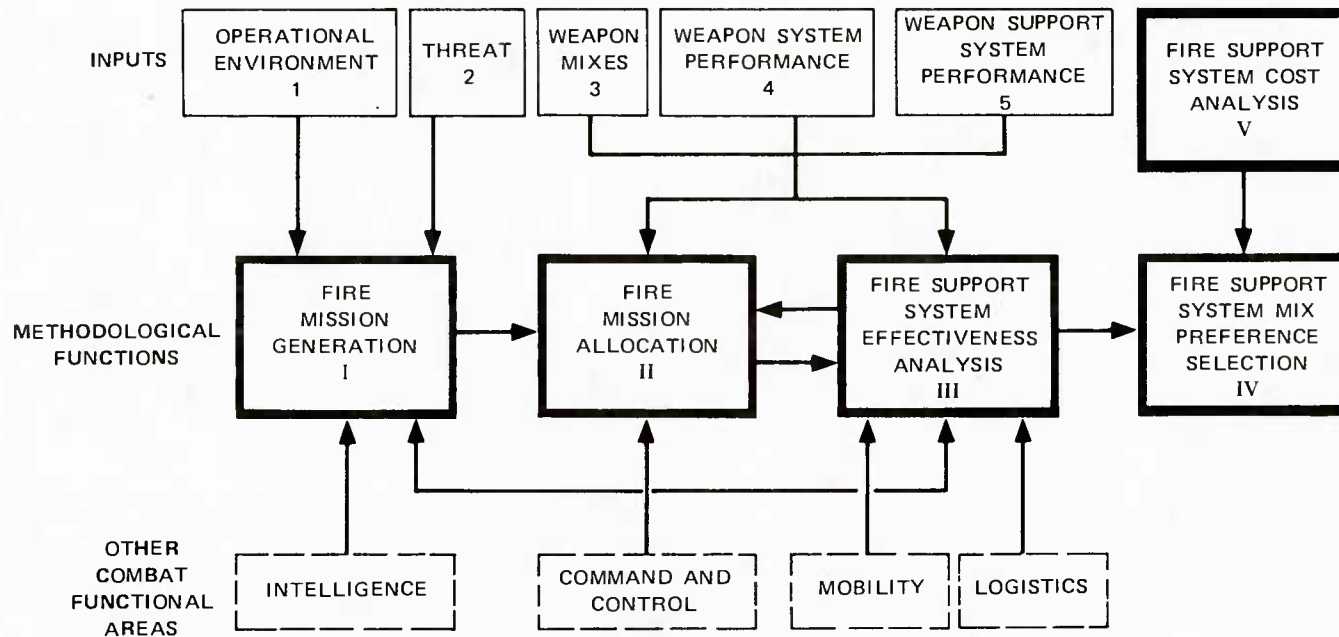 INPUTS
OPERATIONAL
ENVIRONMENT
1
THREAT
2
WEAPON
MIXES
3
WEAPON SYSTEM
PERFORMANCE
4
WEAPON SUPPORT
SYSTEM
PERFORMANCE
5
FIRE SUPPORT
SYSTEM COST
ANALYSIS
V
METHODOLOGICAL
FUNCTIONS
FIRE
MISSION
GENERATION
I
FIRE
MISSION
ALLOCATION
II
FIRE SUPPORT
SYSTEM
EFFECTIVENESS
ANALYSIS
III
FIRE SUPPORT
SYSTEM MIX
PREFERENCE
SELECTION
IV
OTHER
COMBAT
FUNCTIONAL
AREAS
INTELLIGENCE
COMMAND AND
CONTROL
MOBILITY
LOGISTICS